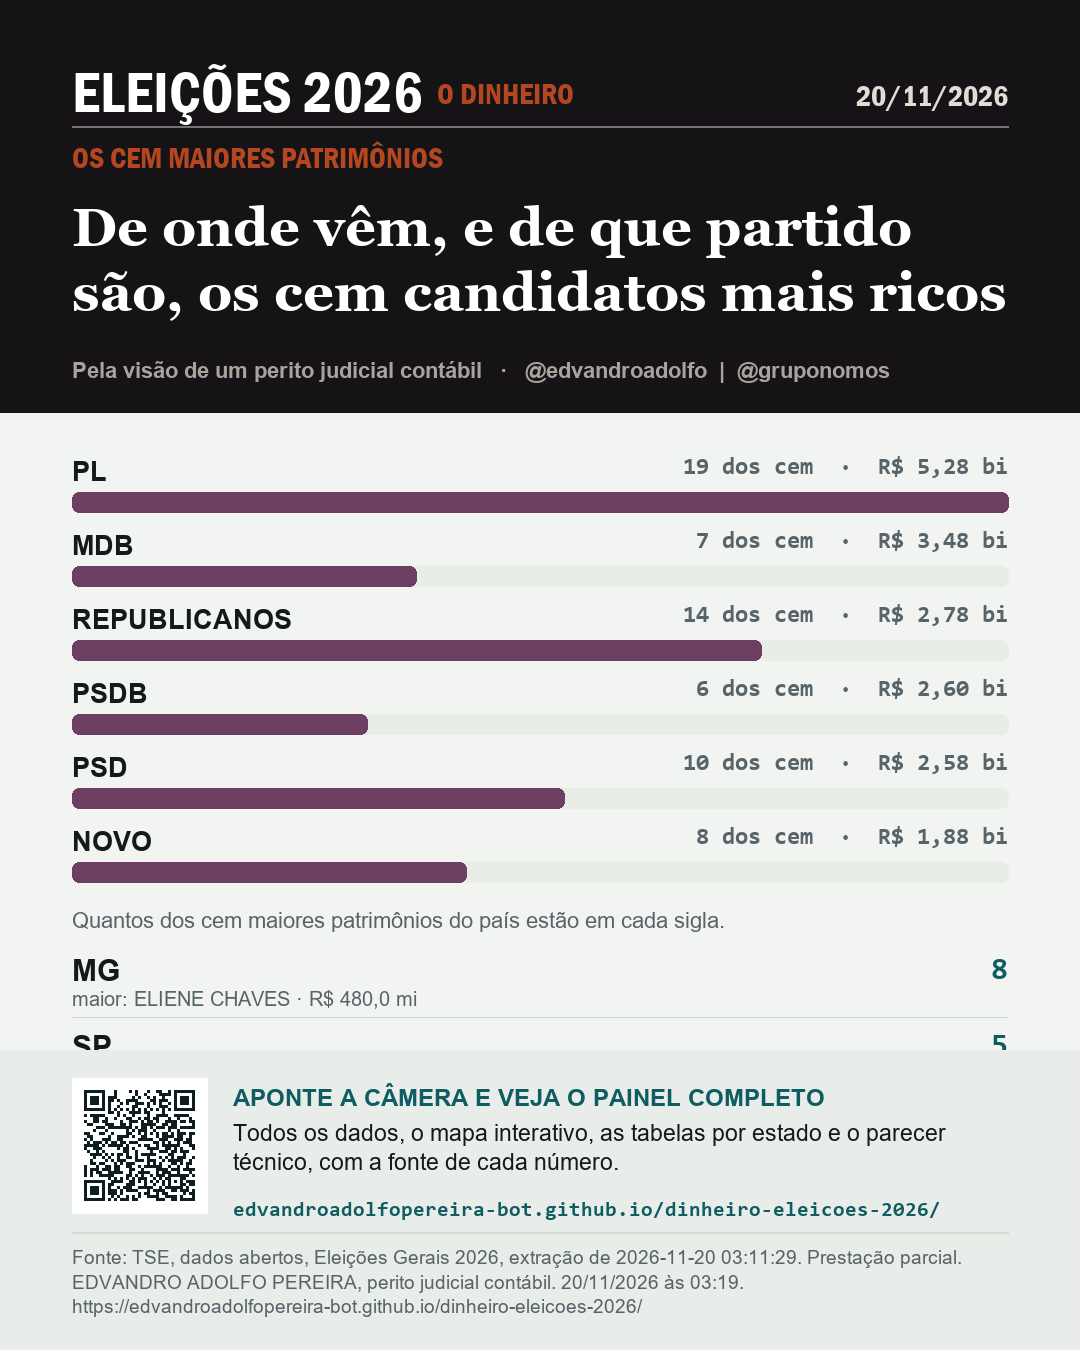 ELEIÇÕES 2026 O DINHEIRO 20/11/2026
OS CEM MAIORES PATRIMÔNIOS
De onde vêm, e de que partido
são, os cem candidatos mais ricos
Pela visão de um perito judicial contábil · @edvandroadolfo | @gruponomos
PL 19 dos cem · R$ 5,28 bi
MDB 7 dos cem · R$ 3,48 bi
REPUBLICANOS 14 dos cem · R$ 2,78 bi
PSDB 6 dos cem · R$ 2,60 bi
PSD 10 dos cem · R$ 2,58 bi
NOVO 8 dos cem · R$ 1,88 bi
Quantos dos cem maiores patrimônios do país estão em cada sigla.
MG 8
maior: ELIENE CHAVES · R$ 480,0 mi
SP 5
APONTE A CÂMERA E VEJA O PAINEL COMPLETO
Todos os dados, o mapa interativo, as tabelas por estado e o parecer
técnico, com a fonte de cada número.
edvandroadolfopereira-bot.github.io/dinheiro-eleicoes-2026/
Fonte: TSE, dados abertos, Eleições Gerais 2026, extração de 2026-11-20 03:11:29. Prestação parcial.
EDVANDRO ADOLFO PEREIRA, perito judicial contábil. 20/11/2026 às 03:19.
https://edvandroadolfopereira-bot.github.io/dinheiro-eleicoes-2026/